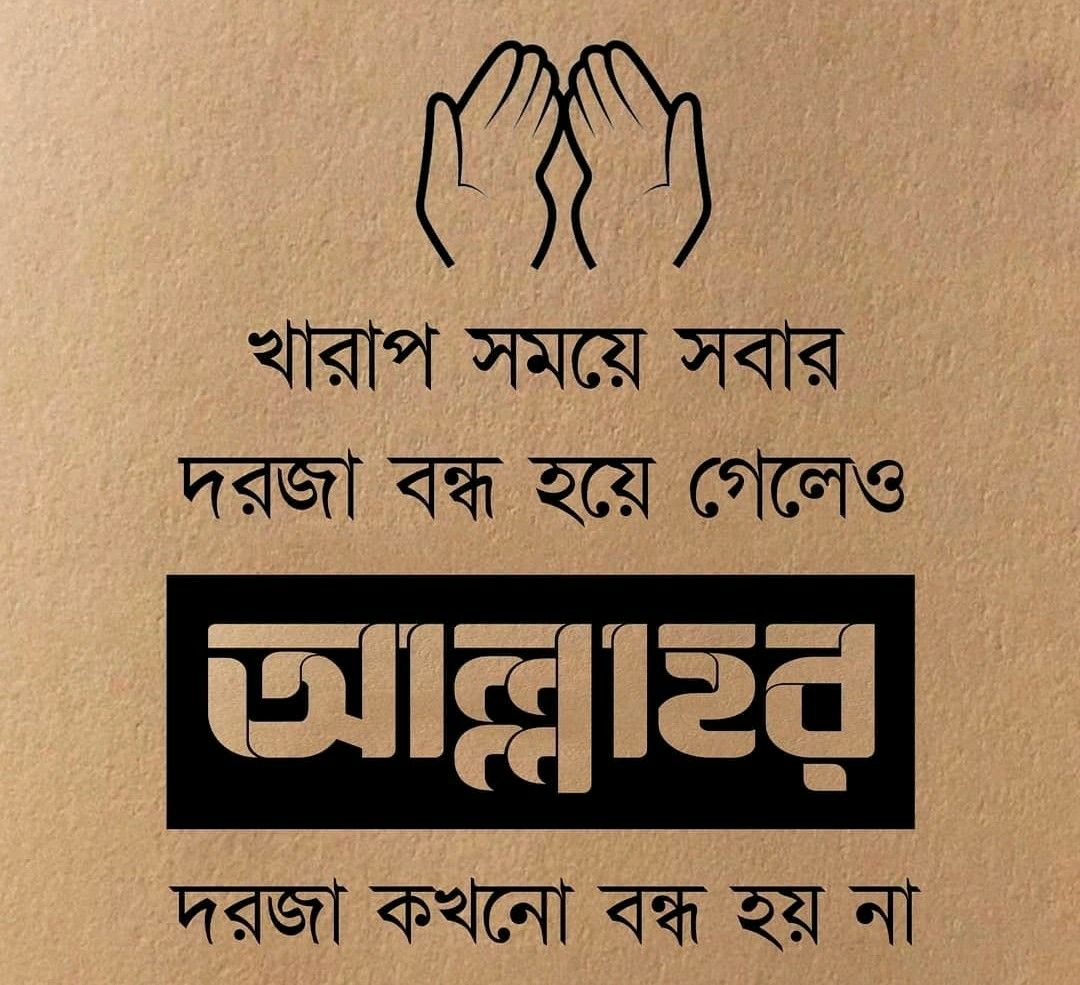 খারাপ সময়ে সবার
দরজা বন্ধ হয়ে গেলেও
আল্লাহর
দরজা কখনো বন্ধ হয় না